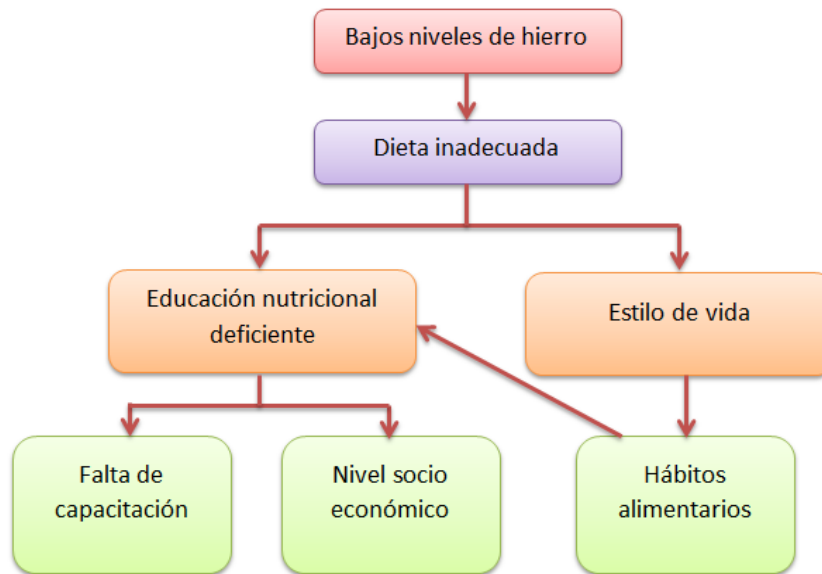 Bajos niveles de hierro
Dieta inadecuada
Educación nutricional
deficiente
Estilo de vida
Falta de
capacitación
Nivel socio
económico
Hábitos
alimentarios